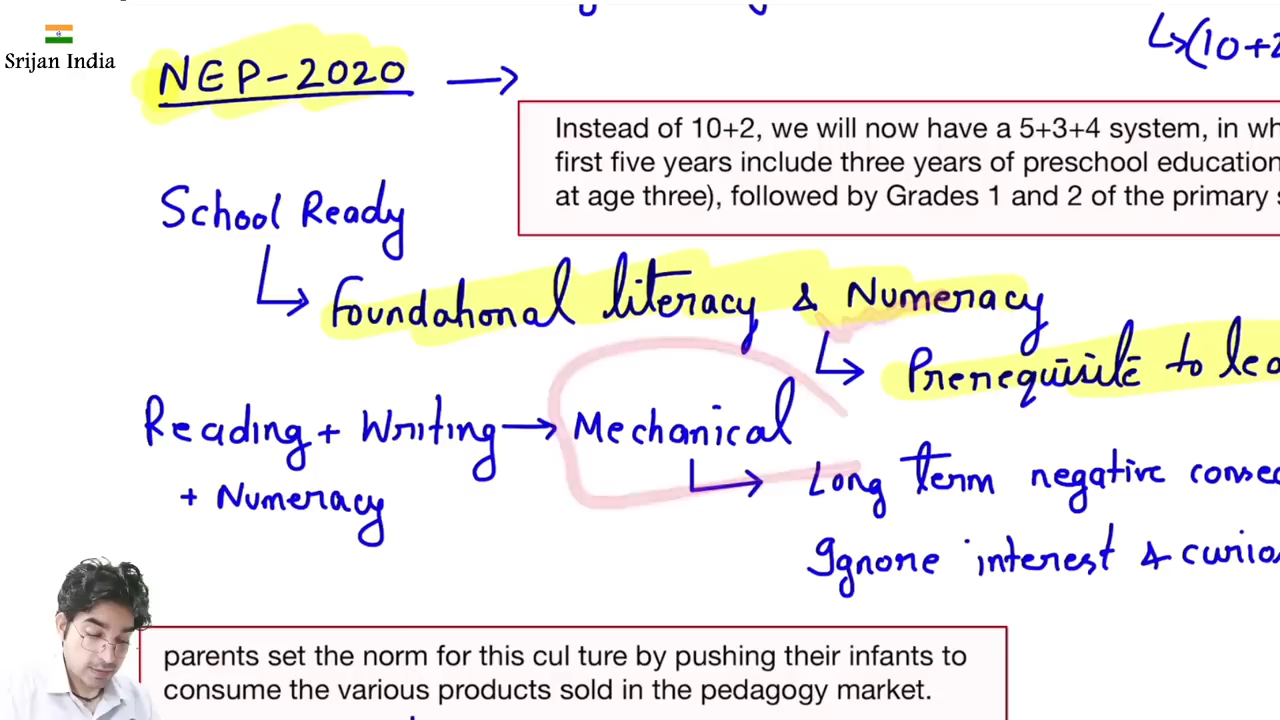 Srijan India
↳(10+2
NEP-2020 →
Instead of 10+2, we will now have a 5+3+4 system, in wh
first five years include three years of preschool education
at age three), followed by Grades 1 and 2 of the primary s
School Ready
↳ Foundational literacy & Numeracy
↳ Prerequisite to lea
Reading + Writing → Mechanical
+ Numeracy
↳ Long term negative conse
Ignore interest & curio
parents set the norm for this cul ture by pushing their infants to
consume the various products sold in the pedagogy market.